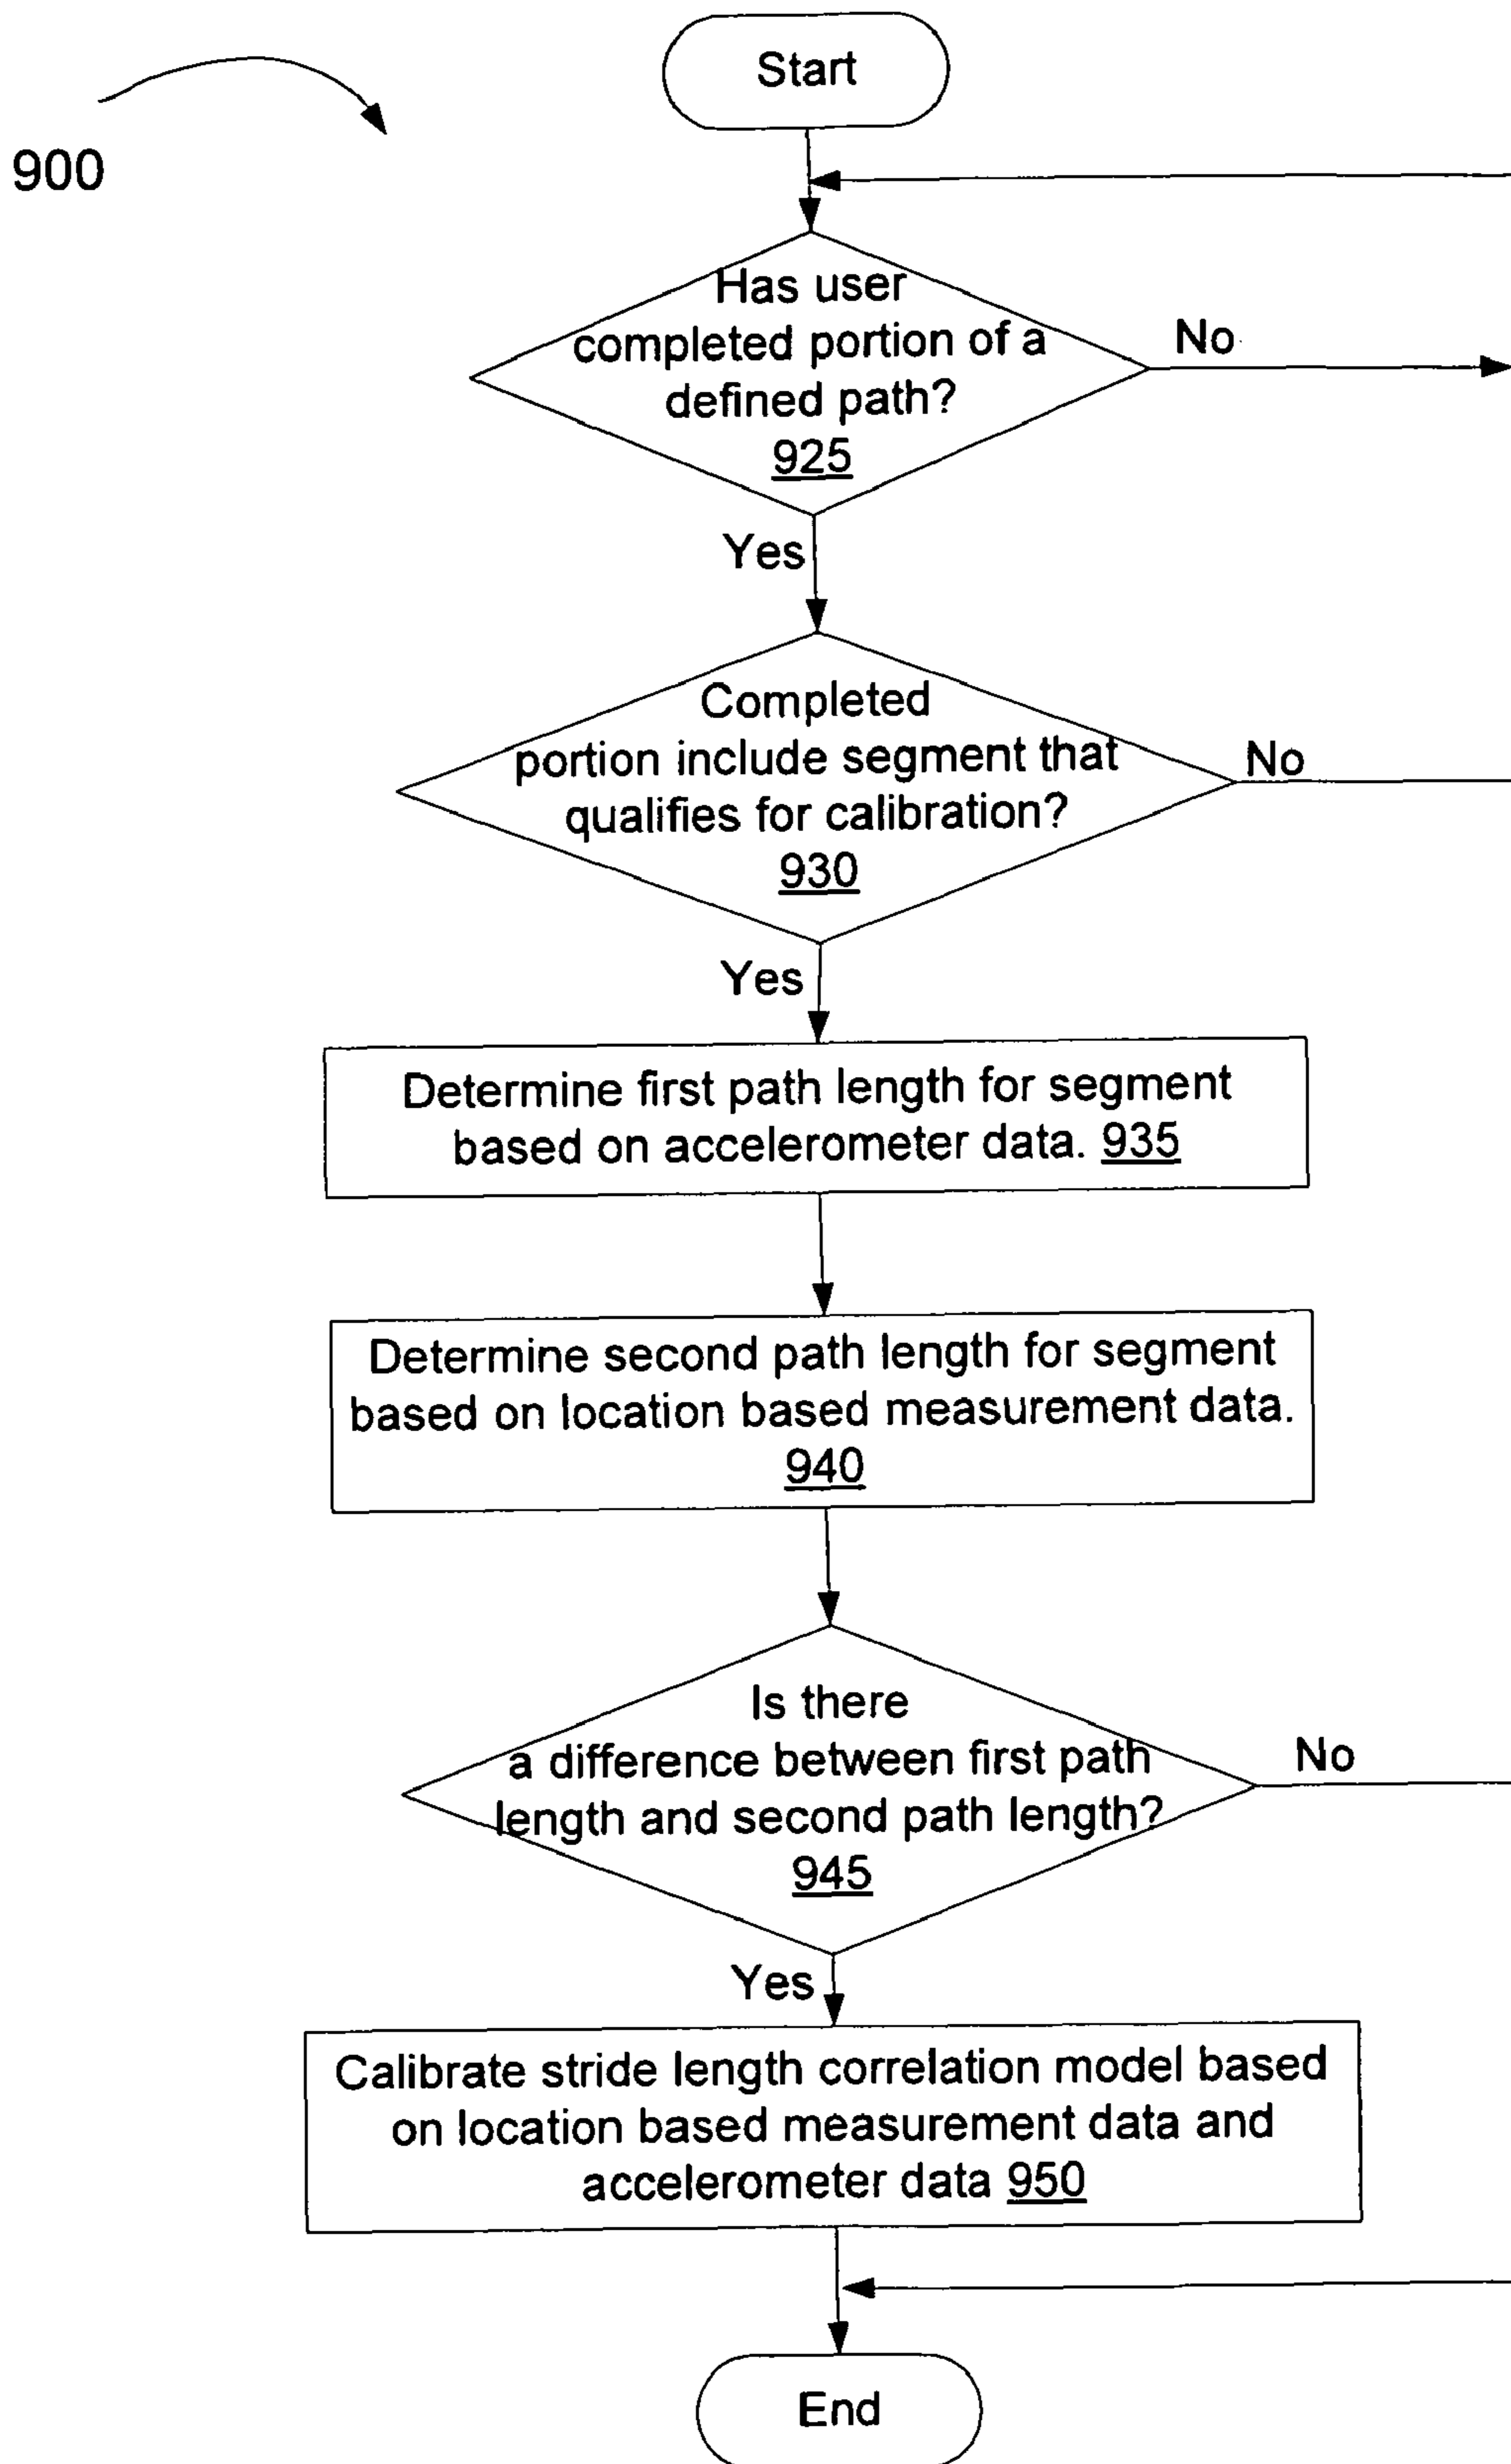 Start
900
Has user
completed portion of a
defined path?
925
No
Yes
Completed
portion include segment that
qualifies for calibration?
930
No
Yes
Determine first path length for segment
based on accelerometer data. 935
Determine second path length for segment
based on location based measurement data.
940
Is there
a difference between first path
length and second path length?
945
No
Yes
Calibrate stride length correlation model based
on location based measurement data and
accelerometer data 950
End